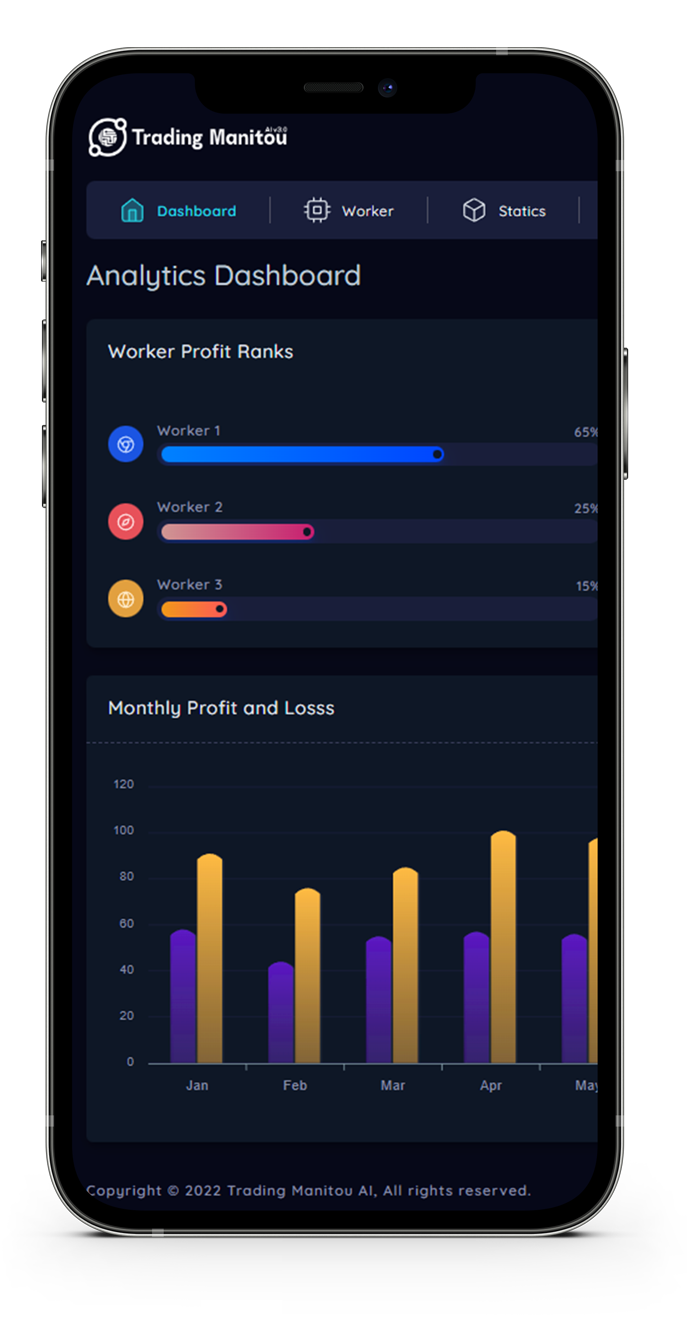 Trading Manitou
AI v3.0
Dashboard Worker Statics
Analytics Dashboard
Worker Profit Ranks
Worker 1 65%
Worker 2 25%
Worker 3 15%
Monthly Profit and Losss
120
100
80
60
40
20
0
Jan Feb Mar Apr May
Copyright © 2022 Trading Manitou AI, All rights reserved.